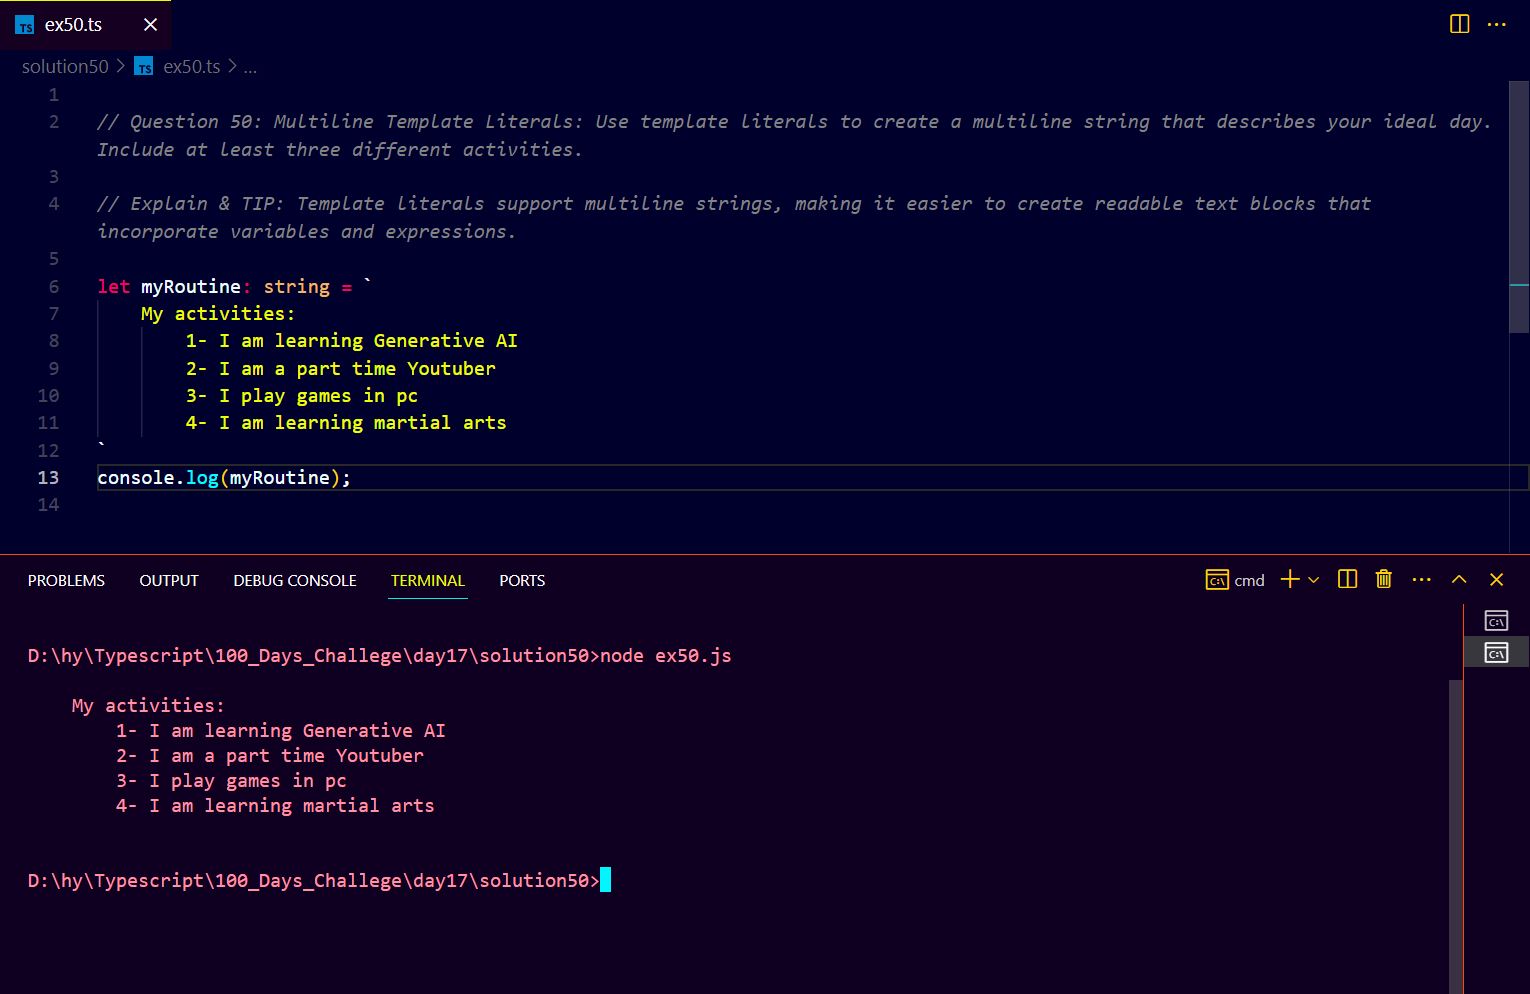 TS ex50.ts
solution50 > TS ex50.ts > ...
1
2 // Question 50: Multiline Template Literals: Use template literals to create a multiline string that describes your ideal day.
Include at least three different activities.
3
4 // Explain & TIP: Template literals support multiline strings, making it easier to create readable text blocks that
incorporate variables and expressions.
5
6 let myRoutine: string = `
7 My activities:
8 1- I am learning Generative AI
9 2- I am a part time Youtuber
10 3- I play games in pc
11 4- I am learning martial arts
12 `
13 console.log(myRoutine);
14
PROBLEMS OUTPUT DEBUG CONSOLE TERMINAL PORTS cmd
D:\hy\Typescript\100_Days_Challege\day17\solution50>node ex50.js
My activities:
1- I am learning Generative AI
2- I am a part time Youtuber
3- I play games in pc
4- I am learning martial arts
D:\hy\Typescript\100_Days_Challege\day17\solution50>